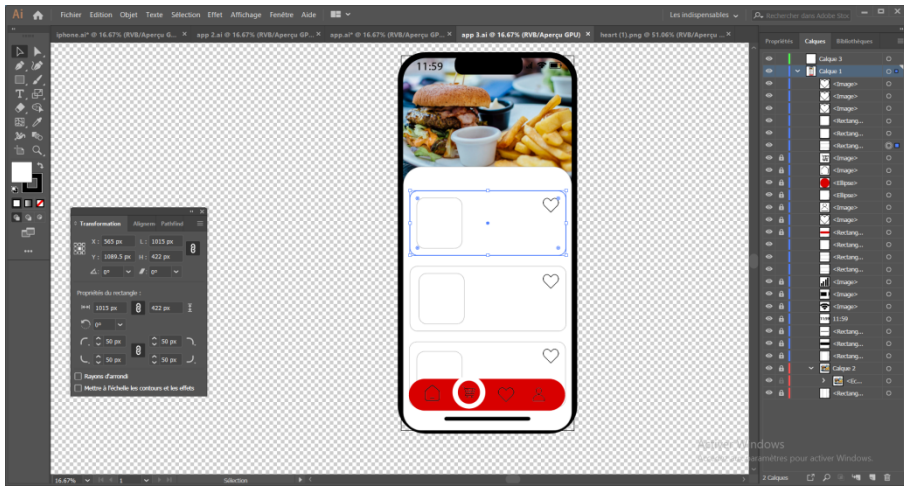 Ai Fichier Edition Objet Texte Sélection Effet Affichage Fenêtre Aide Les indispensables Rechercher dans Adobe Stock
iphone.ai* @ 16.67% (RVB/Aperçu G... × app 2.ai @ 16.67% (RVB/Aperçu GP... × app.ai* @ 16.67% (RVB/Aperçu GP... × app 3.ai @ 16.67% (RVB/Aperçu GPU) × heart (1).png @ 51.06% (RVB/Aperçu ... ×
Propriétés Calques Bibliothèques
Calque 3
Calque 1
<Image>
<Image>
<Image>
<Rectang...
<Rectang...
<Rectang...
<Image>
<Image>
<Ellipse>
<Ellipse>
<Image>
<Image>
<Rectang...
<Rectang...
<Rectang...
<Rectang...
<Image>
<Image>
<Image>
11:59
<Rectang...
<Rectang...
<Rectang...
Calque 2
<Rectang...
2 Calques
11:59
Transformation Alignem Pathfind
X : 565 px L : 1015 px
Y : 1089.5 px H : 422 px
0° 0°
Propriétés du rectangle :
1015 px 422 px
0°
50 px 50 px
50 px 50 px
Rayons d'arrondi
Mettre à l'échelle les contours et les effets
Activer Windows
paramètres pour activer Windows.
16.67% 1 Sélection